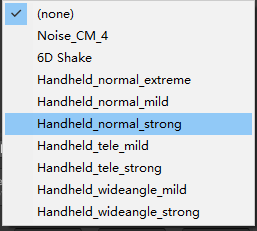 (none)
Noise_CM_4
6D Shake
Handheld_normal_extreme
Handheld_normal_mild
Handheld_normal_strong
Handheld_tele_mild
Handheld_tele_strong
Handheld_wideangle_mild
Handheld_wideangle_strong